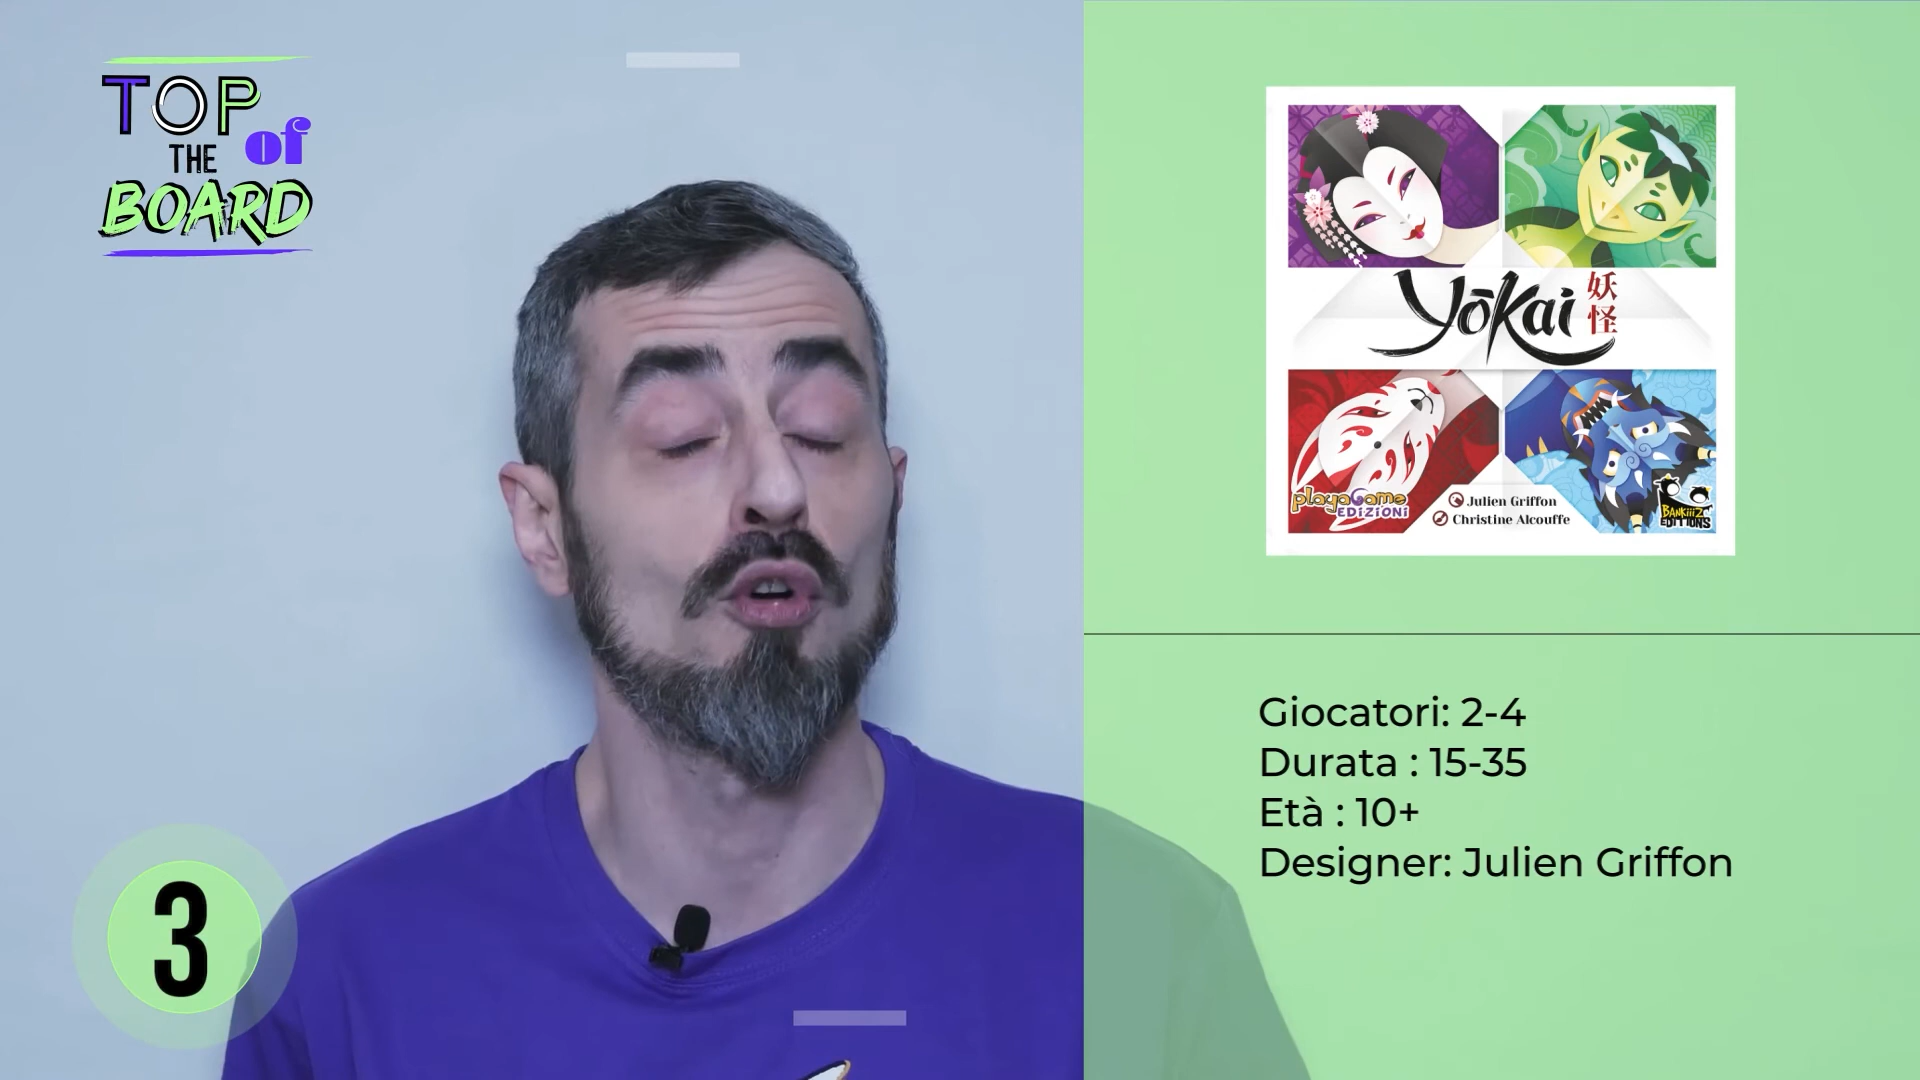 TOP
of
THE
BOARD
Yōkai
妖怪
playaGame
EDIZIONI
Julien Griffon
Christine Alcouffe
BANKiiiZ
EDITIONS
Giocatori: 2-4
Durata : 15-35
Età : 10+
Designer: Julien Griffon
3